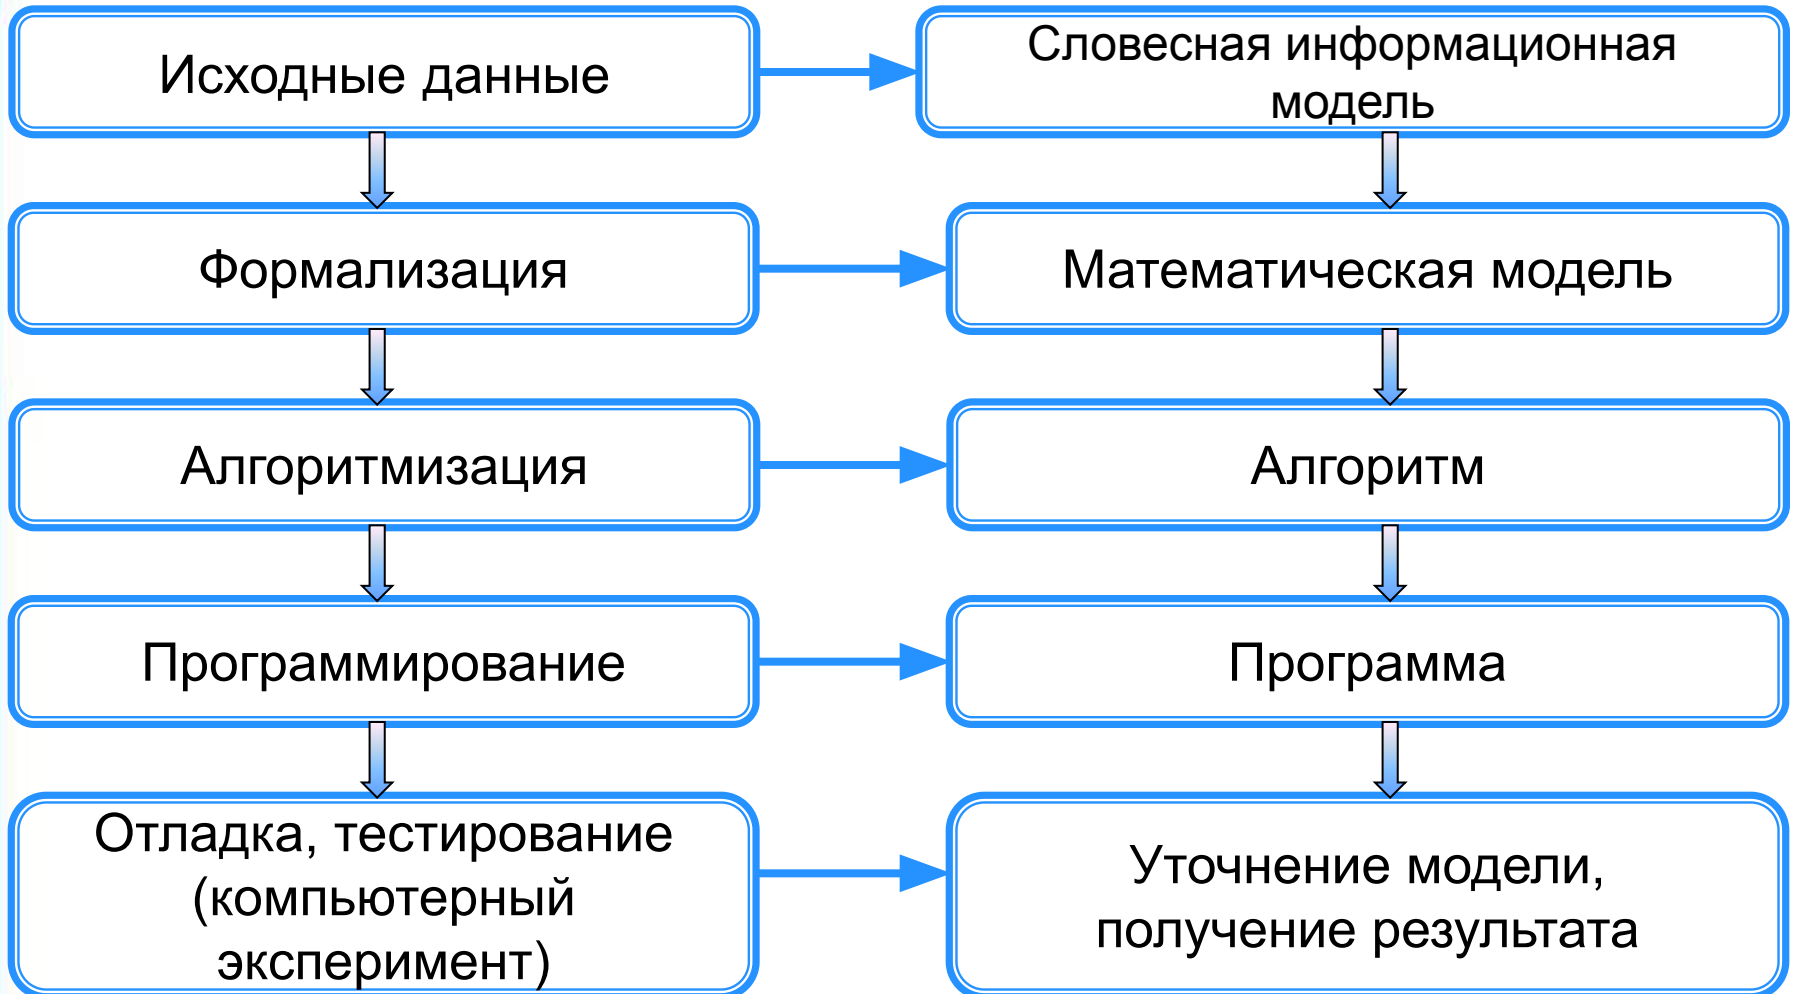 Исходные данные
Словесная информационная
модель
Формализация
Математическая модель
Алгоритмизация
Алгоритм
Программирование
Программа
Отладка, тестирование
(компьютерный
эксперимент)
Уточнение модели,
получение результата